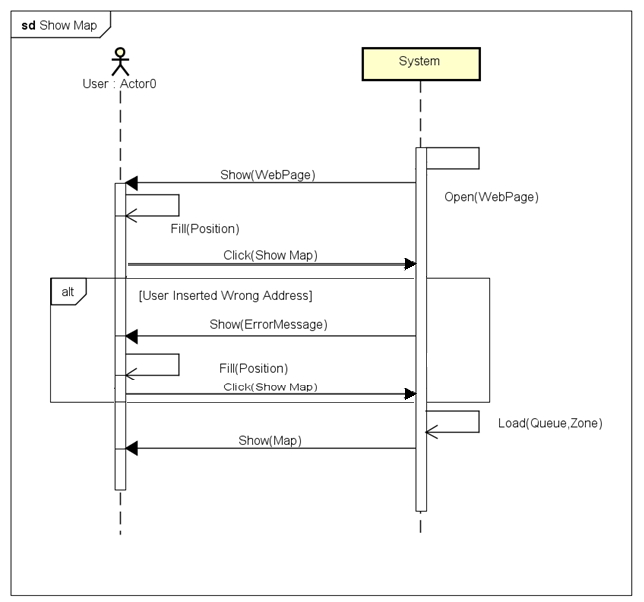 sd Show Map
User : Actor0
System
Show(WebPage)
Open(WebPage)
Fill(Position)
Click(Show Map)
alt
[User Inserted Wrong Address]
Show(ErrorMessage)
Fill(Position)
Click(Show Map)
Load(Queue,Zone)
Show(Map)